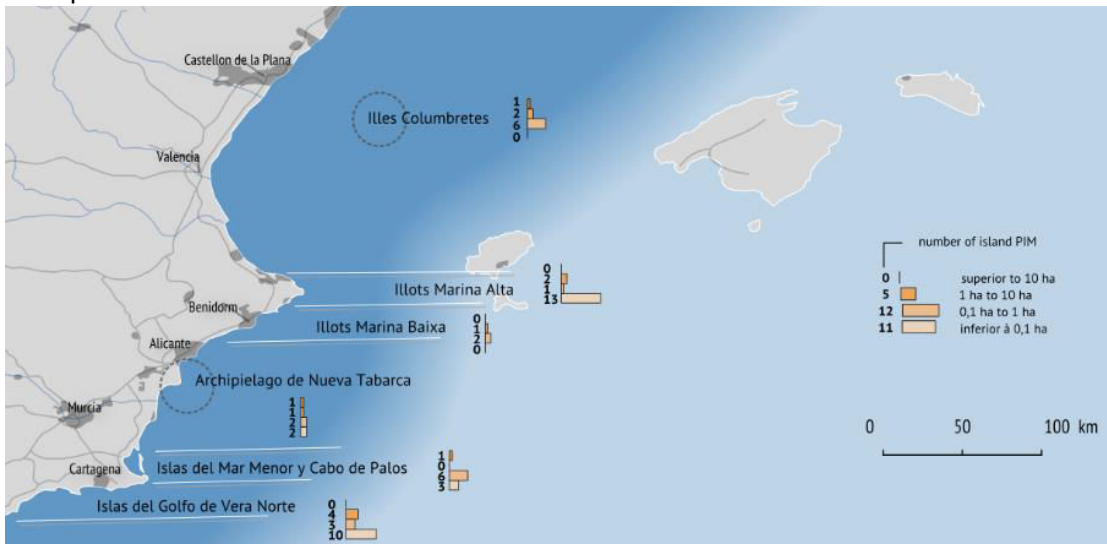 Castellon de la Plana
Illes Columbretes
1
2
6
0
Valencia
number of island PIM
0 superior to 10 ha
5 1 ha to 10 ha
12 0,1 ha to 1 ha
11 inferior à 0,1 ha
Illots Marina Alta
0
2
1
13
Benidorm
Illots Marina Baixa
0
1
2
0
Alicante
Archipielago de Nueva Tabarca
1
1
2
2
Murcia
0 50 100 km
Cartagena
Islas del Mar Menor y Cabo de Palos
1
0
6
3
Islas del Golfo de Vera Norte
0
4
3
10